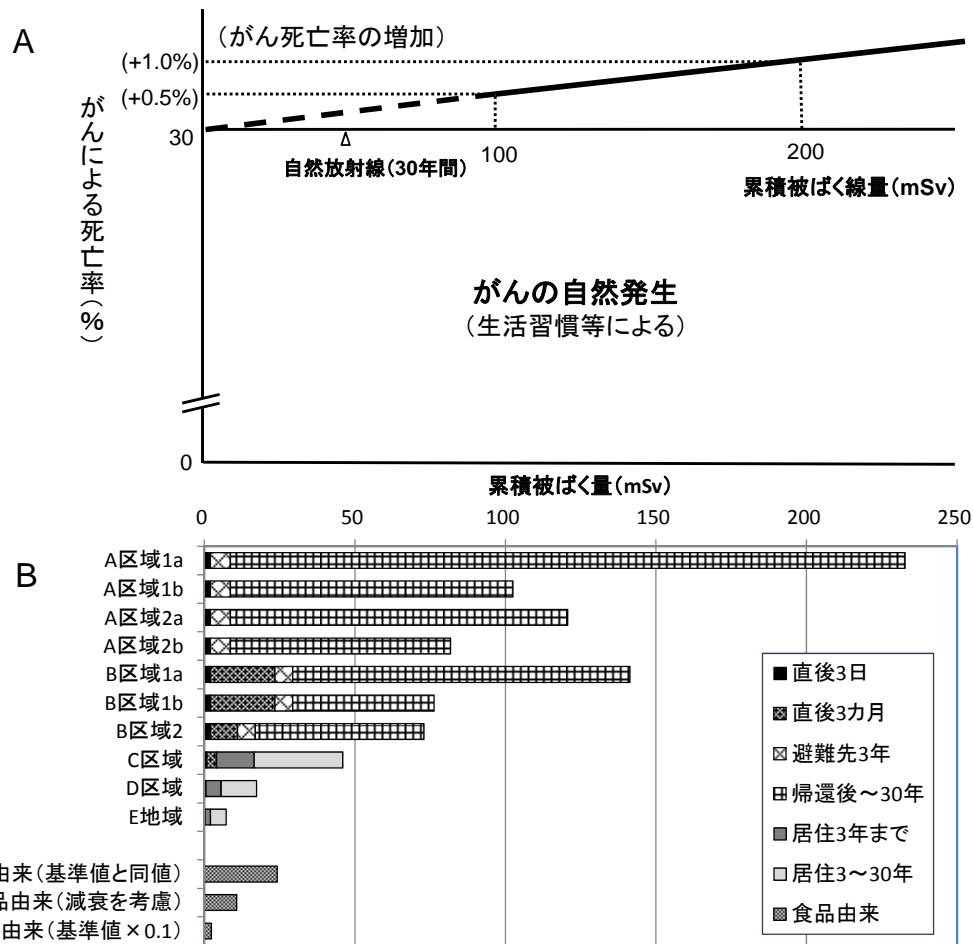 A
(がん死亡率の増加)
(+1.0%)
(+0.5%)
30
がんによる死亡率(%)
100
200
自然放射線(30年間)
累積被ばく線量(mSv)
がんの自然発生
(生活習慣等による)
0
累積被ばく量(mSv)
0 50 100 150 200 250
B
A区域1a
A区域1b
A区域2a
A区域2b
B区域1a
B区域1b
B区域2
C区域
D区域
E地域
由来(基準値と同値)
品由来(減衰を考慮)
由来(基準値×0.1)
直後3日
直後3カ月
避難先3年
帰還後~30年
居住3年まで
居住3~30年
食品由来